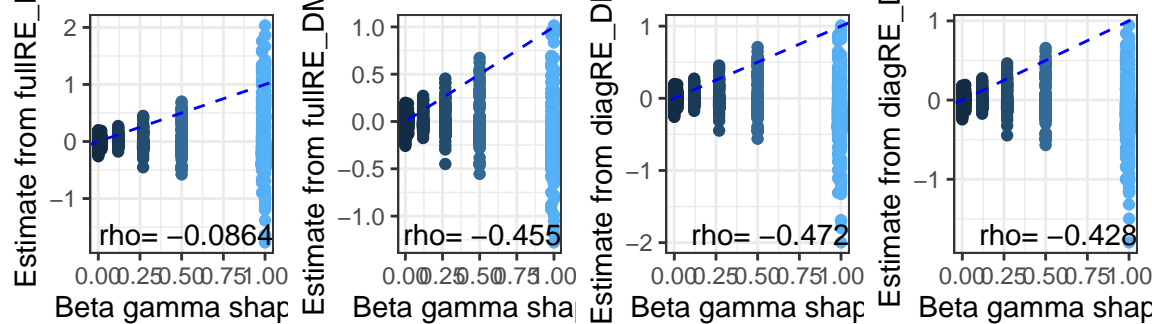 Estimate from fullRE_
2
1
0
−1
rho= −0.0864
0.00 0.25 0.50 0.75 1.00
Beta gamma shap
Estimate from fullRE_DM
1.0
0.5
0.0
−0.5
−1.0
rho= −0.455
0.00 0.25 0.50 0.75 1.00
Beta gamma shap
Estimate from diagRE_D
1
0
−1
−2
rho= −0.472
0.00 0.25 0.50 0.75 1.00
Beta gamma shap
Estimate from diagRE_D
1
0
−1
rho= −0.428
0.00 0.25 0.50 0.75 1.00
Beta gamma shap